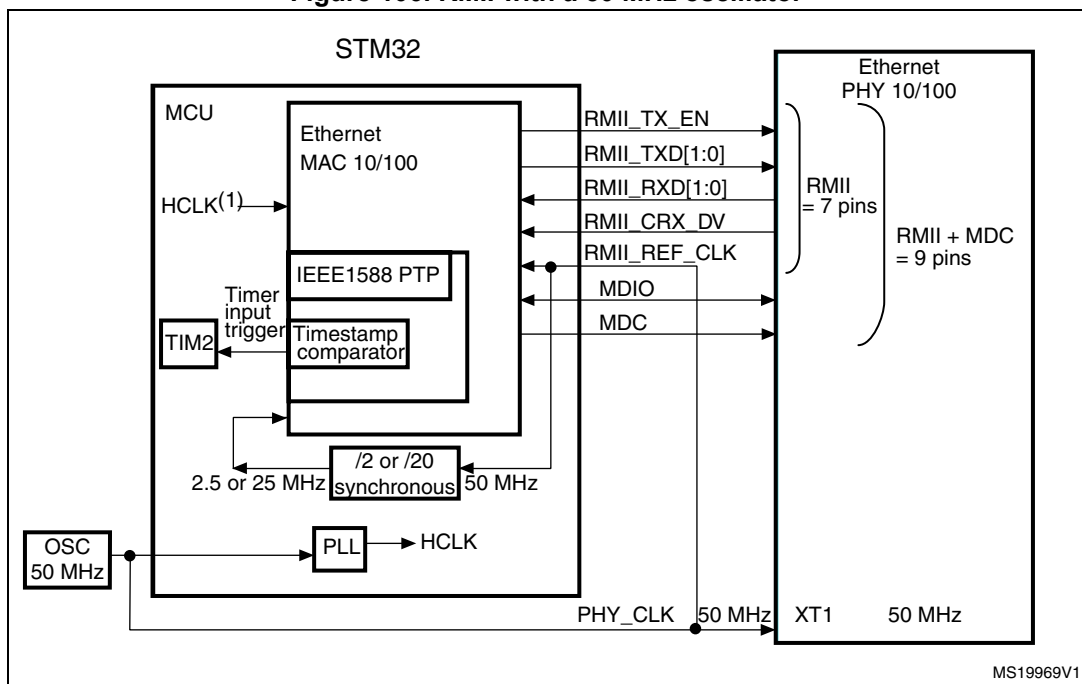 STM32
MCU
Ethernet
MAC 10/100
HCLK(1)
IEEE1588 PTP
Timer
input
trigger
TIM2
Timestamp
comparator
/2 or /20
synchronous
2.5 or 25 MHz
50 MHz
OSC
50 MHz
PLL
HCLK
RMII_TX_EN
RMII_TXD[1:0]
RMII_RXD[1:0]
RMII_CRX_DV
RMII_REF_CLK
MDIO
MDC
PHY_CLK
50 MHz
Ethernet
PHY 10/100
RMII
= 7 pins
RMII + MDC
= 9 pins
XT1
50 MHz
MS19969V1